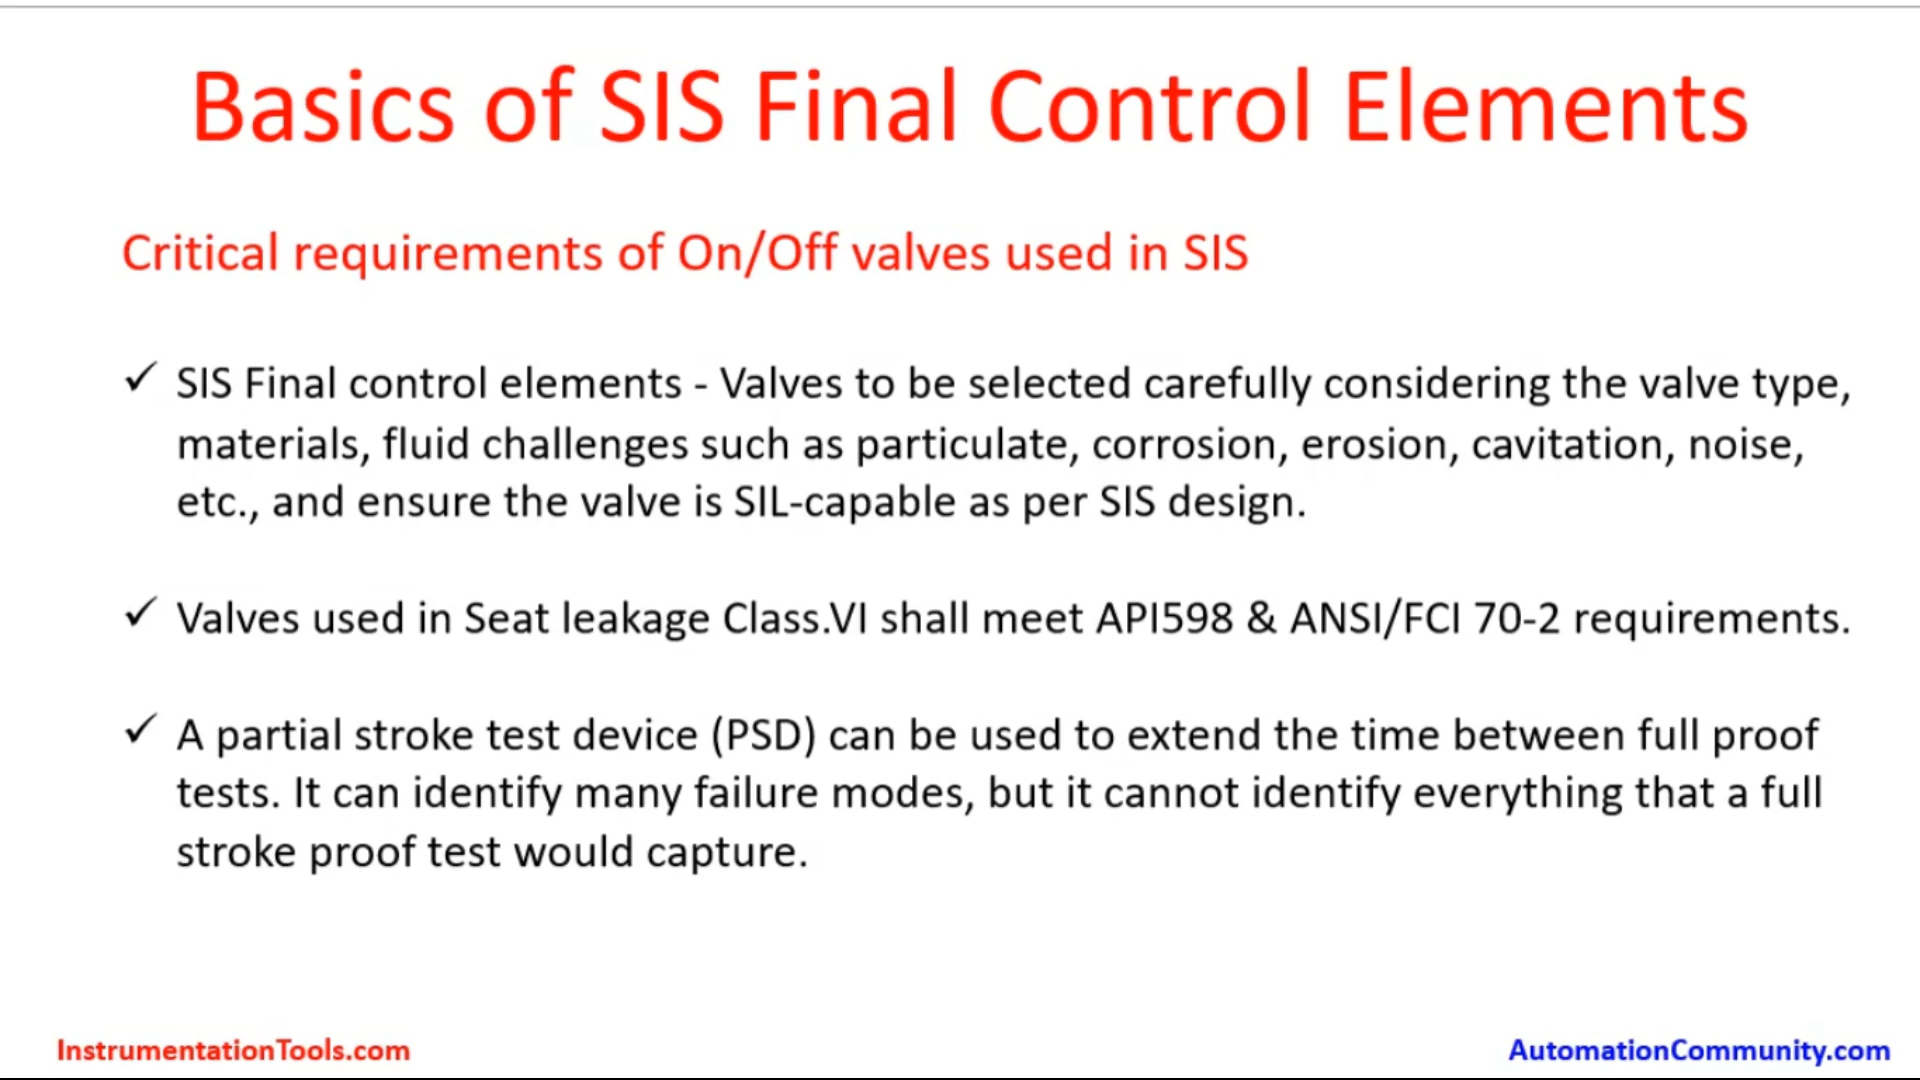 Basics of SIS Final Control Elements
Critical requirements of On/Off valves used in SIS
✓ SIS Final control elements - Valves to be selected carefully considering the valve type,
materials, fluid challenges such as particulate, corrosion, erosion, cavitation, noise,
etc., and ensure the valve is SIL-capable as per SIS design.
✓ Valves used in Seat leakage Class.VI shall meet API598 & ANSI/FCI 70-2 requirements.
✓ A partial stroke test device (PSD) can be used to extend the time between full proof
tests. It can identify many failure modes, but it cannot identify everything that a full
stroke proof test would capture.
InstrumentationTools.com
AutomationCommunity.com